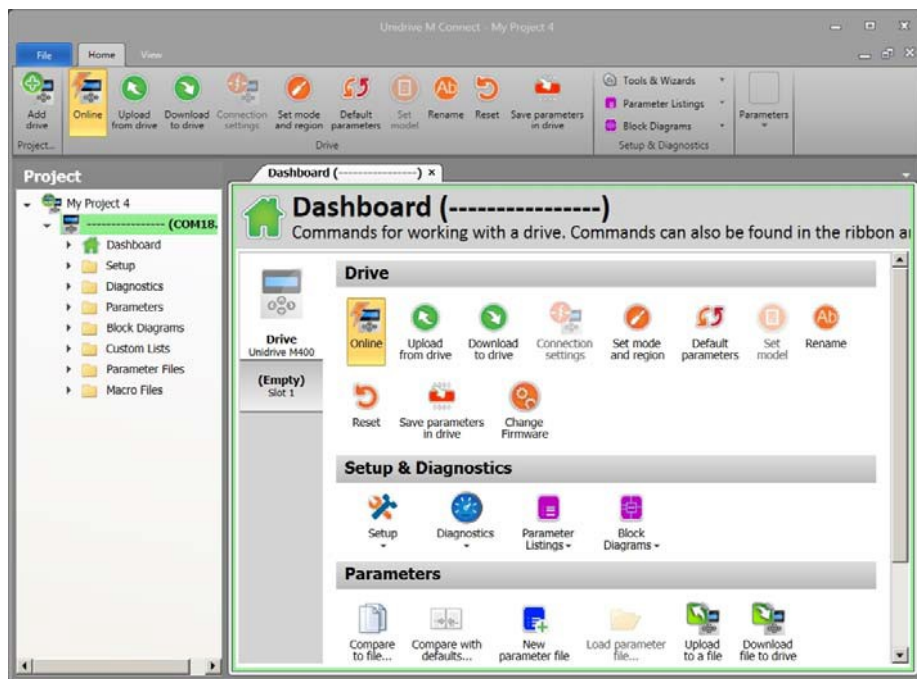 Unidrive M Connect - My Project 4
File Home View
Add drive
Online
Upload from drive
Download to drive
Connection settings
Set mode and region
Default parameters
Set model
Rename
Reset
Save parameters in drive
Tools & Wizards
Parameter Listings
Block Diagrams
Parameters
Project...
Drive
Setup & Diagnostics
Project
My Project 4
---------------- (COM18.
Dashboard
Setup
Diagnostics
Parameters
Block Diagrams
Custom Lists
Parameter Files
Macro Files
Dashboard (----------------) ×
Dashboard (----------------)
Commands for working with a drive. Commands can also be found in the ribbon a
Drive
Unidrive M400
(Empty)
Slot 1
Drive
Online
Upload from drive
Download to drive
Connection settings
Set mode and region
Default parameters
Set model
Rename
Reset
Save parameters in drive
Change Firmware
Setup & Diagnostics
Setup
Diagnostics
Parameter Listings
Block Diagrams
Parameters
Compare to file...
Compare with defaults...
New parameter file
Load parameter file...
Upload to a file
Download file to drive